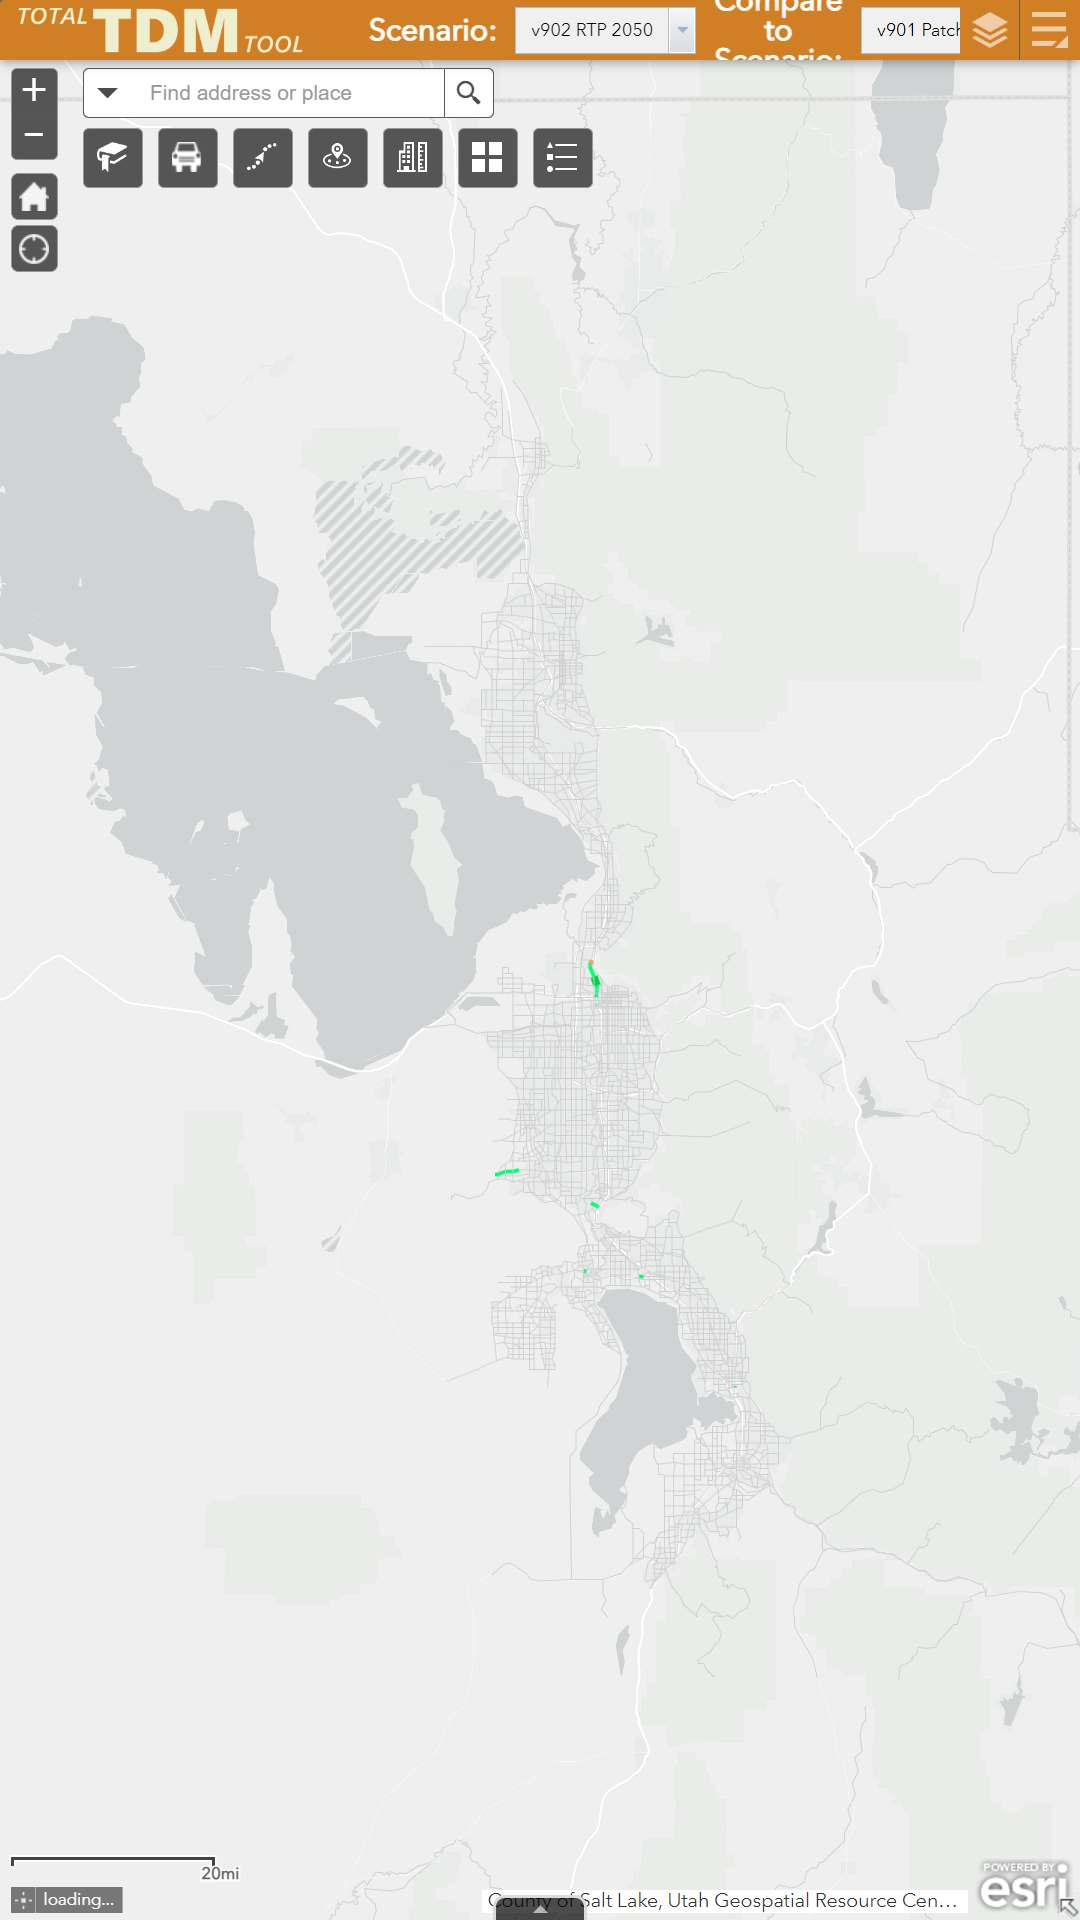 TOTAL TDM TOOL
Scenario:
v902 RTP 2050
Compare
to
Scenario:
v901 Patch
Find address or place
20mi
loading...
County of Salt Lake, Utah Geospatial Resource Cen...
POWERED BY
esri